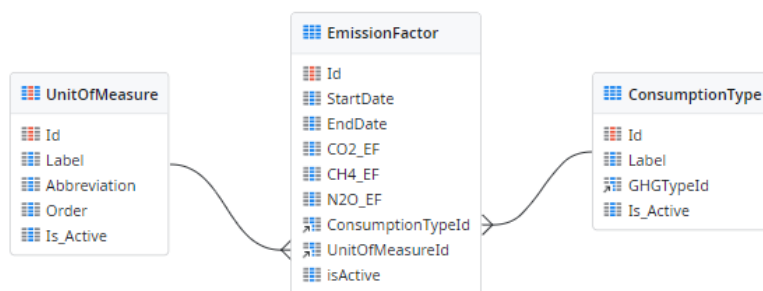 UnitOfMeasure
Id
Label
Abbreviation
Order
Is_Active
EmissionFactor
Id
StartDate
EndDate
CO2_EF
CH4_EF
N2O_EF
ConsumptionTypeId
UnitOfMeasureId
isActive
ConsumptionType
Id
Label
GHGTypeId
Is_Active